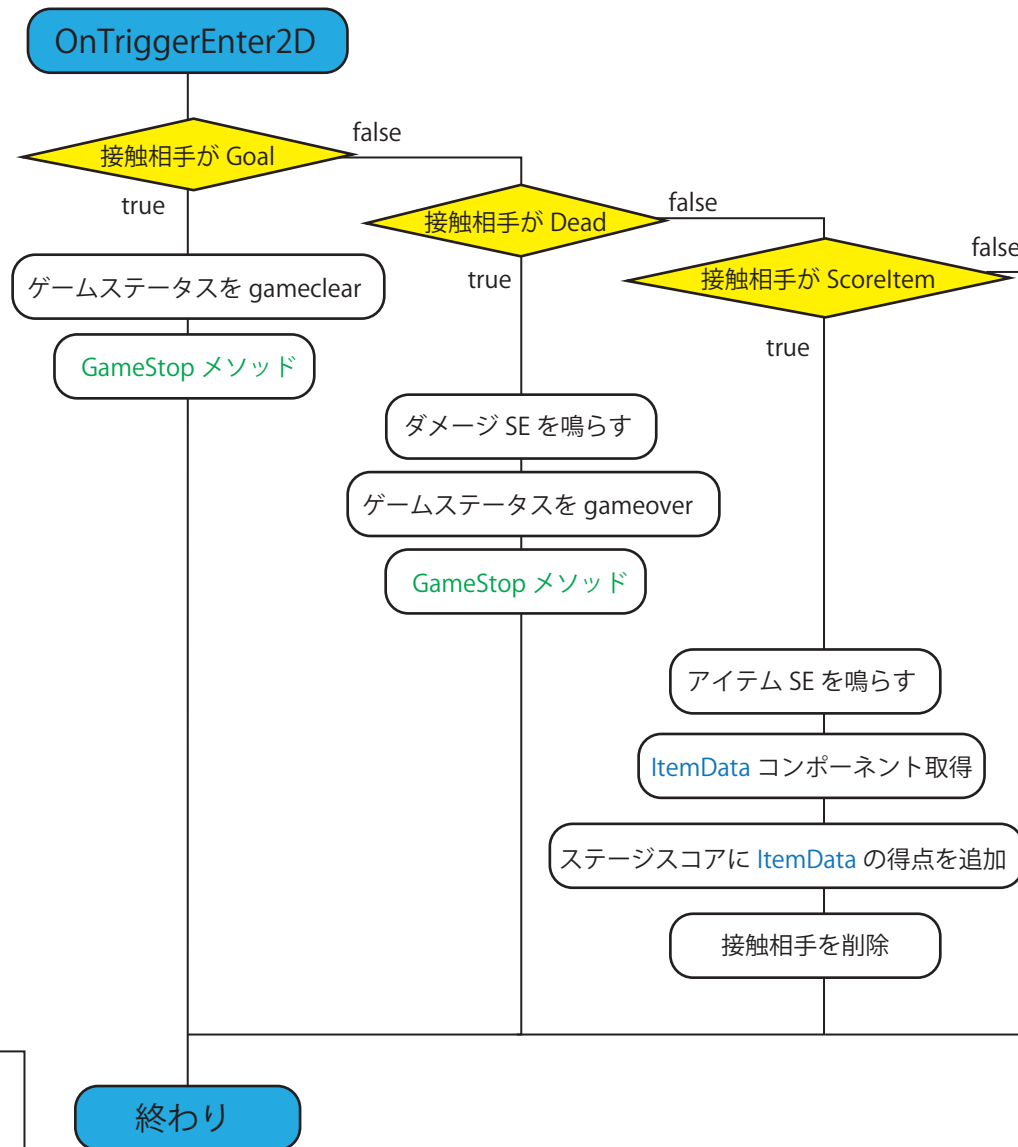 OnTriggerEnter2D
接触相手が Goal
false
true
接触相手が Dead
false
true
接触相手が ScoreItem
false
true
ゲームステータスを gameclear
GameStop メソッド
ダメージ SE を鳴らす
ゲームステータスを gameover
GameStop メソッド
アイテム SE を鳴らす
ItemData コンポーネント取得
ステージスコアに ItemData の得点を追加
接触相手を削除
終わり